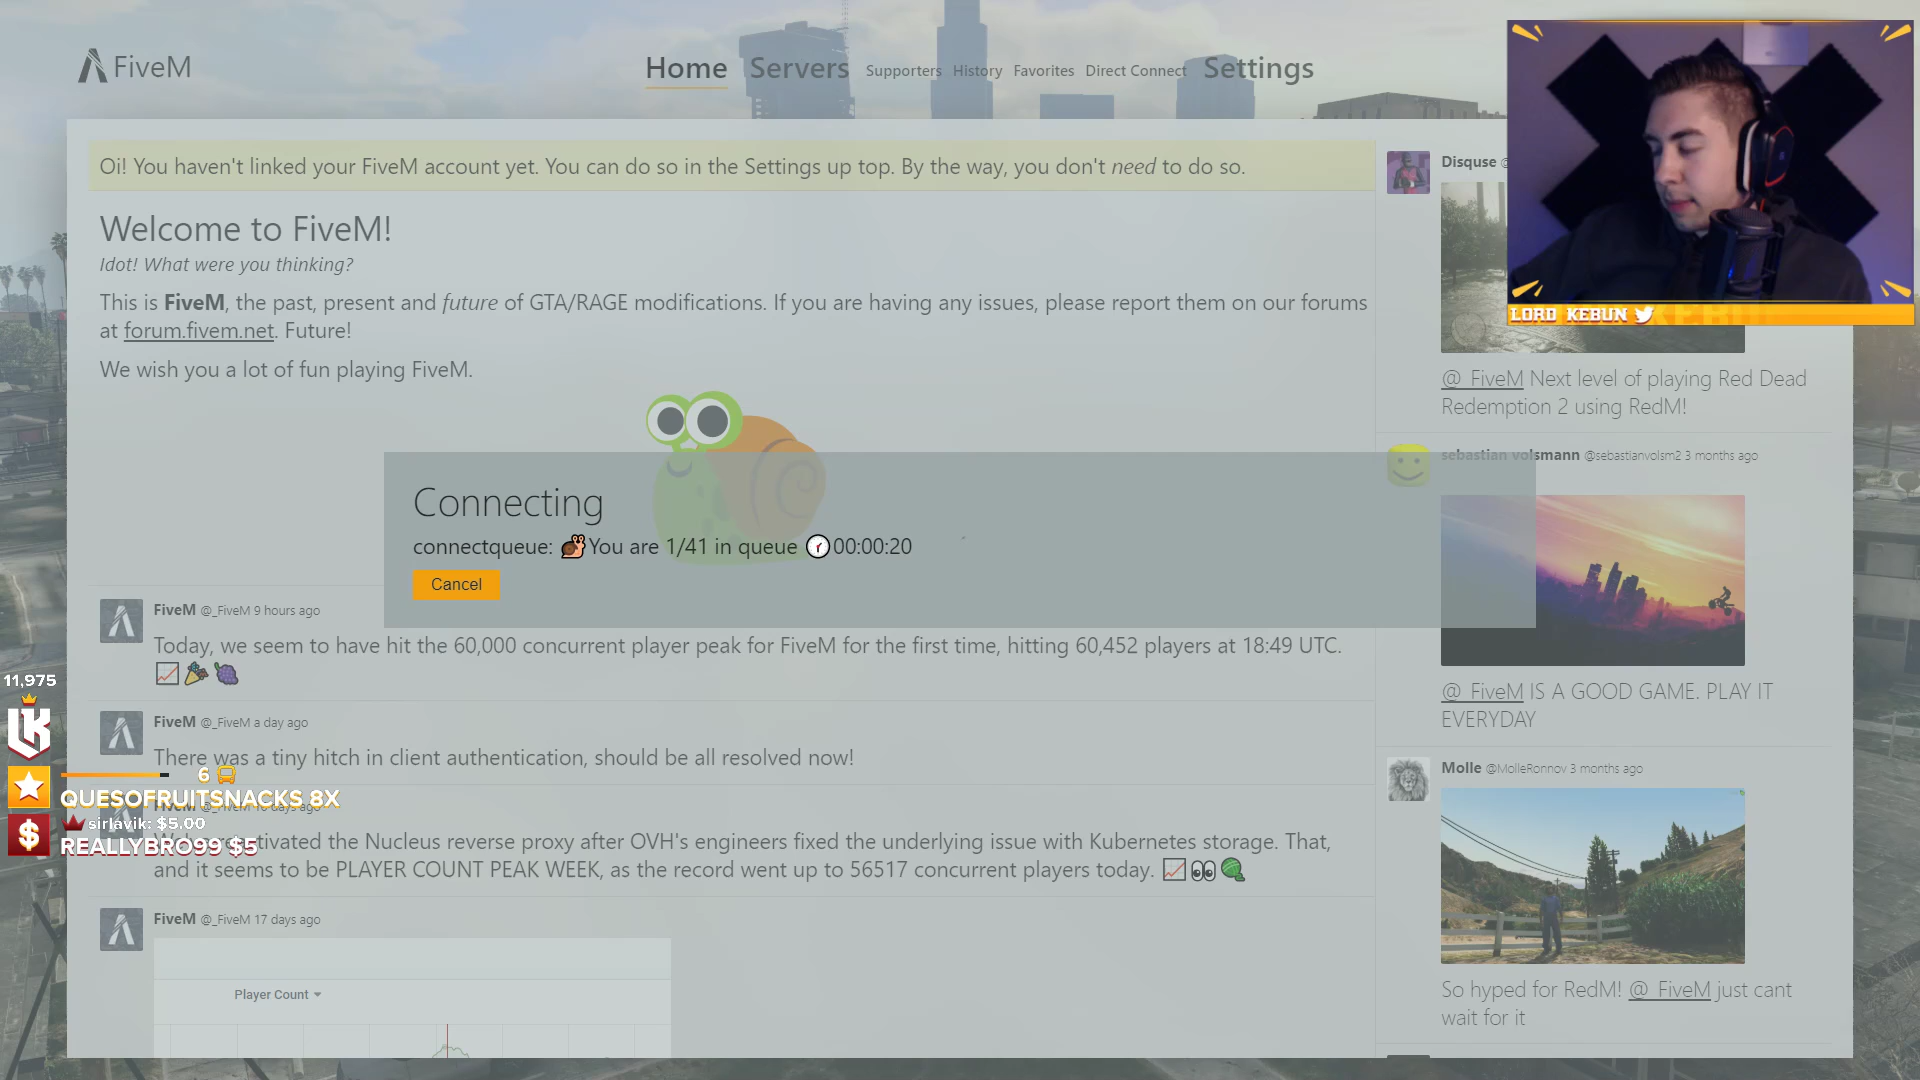 FiveM
Home Servers Supporters History Favorites Direct Connect Settings
Oi! You haven't linked your FiveM account yet. You can do so in the Settings up top. By the way, you don't need to do so.
Welcome to FiveM!
Idot! What were you thinking?
This is FiveM, the past, present and future of GTA/RAGE modifications. If you are having any issues, please report them on our forums
at forum.fivem.net. Future!
We wish you a lot of fun playing FiveM.
Connecting
connectqueue: 🐌You are 1/41 in queue 🕐00:00:20
Cancel
FiveM @_FiveM 9 hours ago
Today, we seem to have hit the 60,000 concurrent player peak for FiveM for the first time, hitting 60,452 players at 18:49 UTC.
📈🎉🍇
FiveM @_FiveM a day ago
There was a tiny hitch in client authentication, should be all resolved now!
FiveM @_FiveM 16 days ago
the Nucleus reverse proxy after OVH's engineers fixed the underlying issue with Kubernetes storage. That,
and it seems to be PLAYER COUNT PEAK WEEK, as the record went up to 56517 concurrent players today. 📈👀🍈
FiveM @_FiveM 17 days ago
Player Count
11,975
LK
6
QUESOFRUITSNACKS 8X
sirlavik: $5.00
$
REALLYBRO99 $5
Disquse
LORD KEBUN
@_FiveM Next level of playing Red Dead
Redemption 2 using RedM!
sebastian volsmann @sebastianvolsm2 3 months ago
@_FiveM IS A GOOD GAME. PLAY IT
EVERYDAY
Molle @MolleRonnov 3 months ago
So hyped for RedM! @_FiveM just cant
wait for it